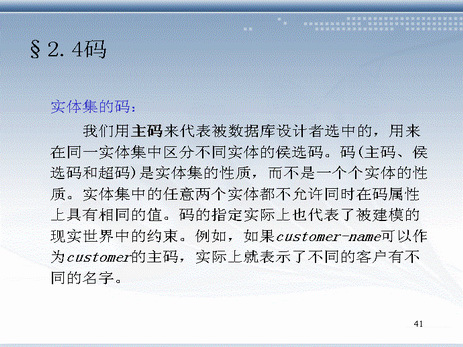 §2.4码
实体集的码：
我们用主码来代表被数据库设计者选中的，用来
在同一实体集中区分不同实体的侯选码。码(主码、侯
选码和超码)是实体集的性质，而不是一个个实体的性
质。实体集中的任意两个实体都不允许同时在码属性
上具有相同的值。码的指定实际上也代表了被建模的
现实世界中的约束。例如，如果customer-name可以作
为customer的主码，实际上就表示了不同的客户有不
同的名字。
41